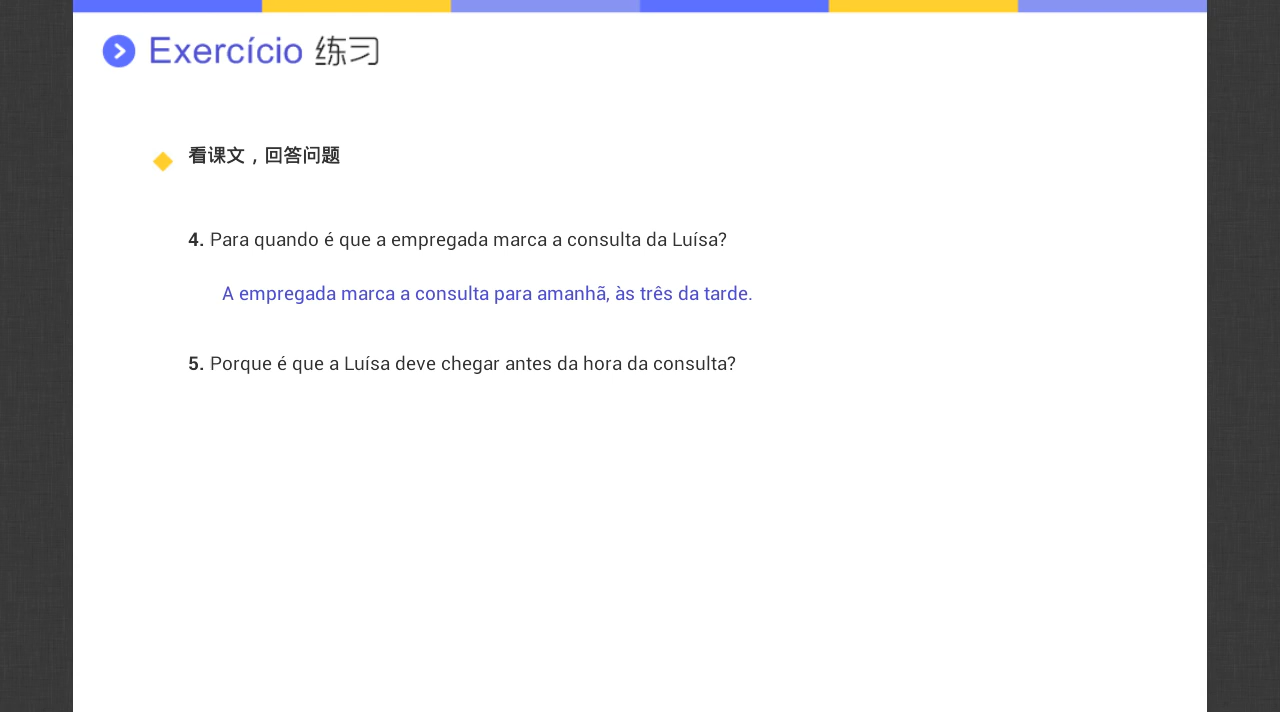 Exercício 练习
看课文，回答问题
4. Para quando é que a empregada marca a consulta da Luísa?
A empregada marca a consulta para amanhã, às três da tarde.
5. Porque é que a Luísa deve chegar antes da hora da consulta?